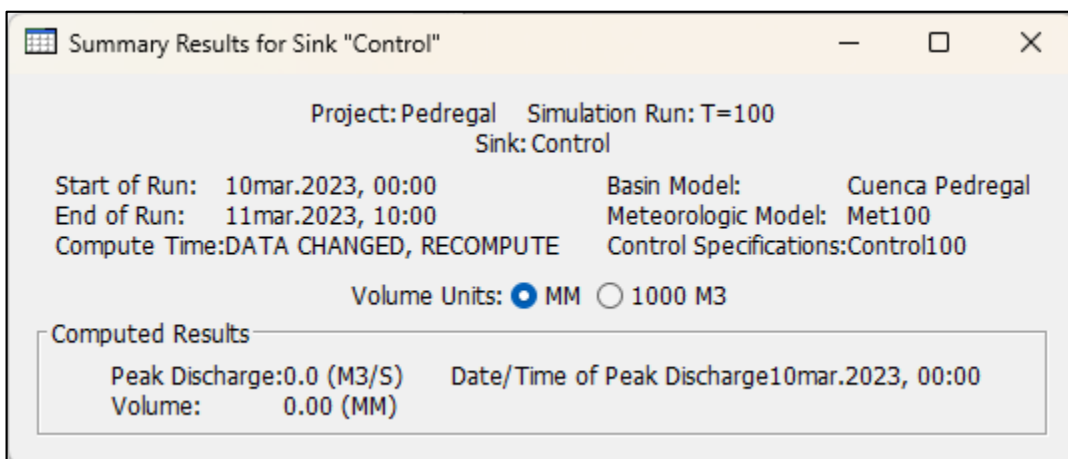 Summary Results for Sink "Control"
Project: Pedregal Simulation Run: T=100
Sink: Control
Start of Run: 10mar.2023, 00:00 Basin Model: Cuenca Pedregal
End of Run: 11mar.2023, 10:00 Meteorologic Model: Met100
Compute Time:DATA CHANGED, RECOMPUTE Control Specifications:Control100
Volume Units: MM 1000 M3
Computed Results
Peak Discharge:0.0 (M3/S) Date/Time of Peak Discharge10mar.2023, 00:00
Volume: 0.00 (MM)